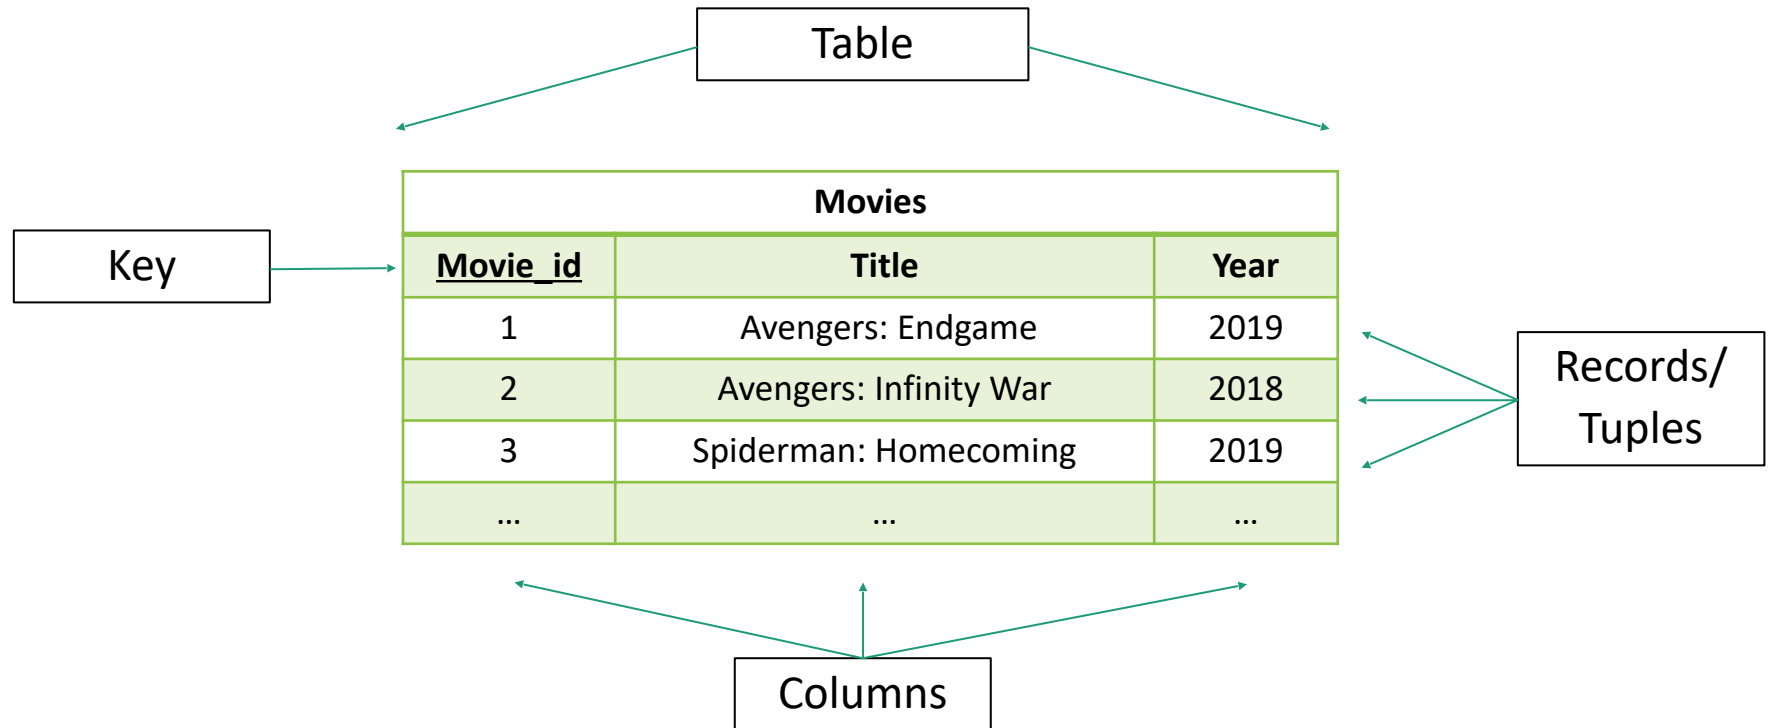 Table
Movies
Key
Movie_id Title Year
1 Avengers: Endgame 2019
2 Avengers: Infinity War 2018
3 Spiderman: Homecoming 2019
... ... ...
Records/
Tuples
Columns